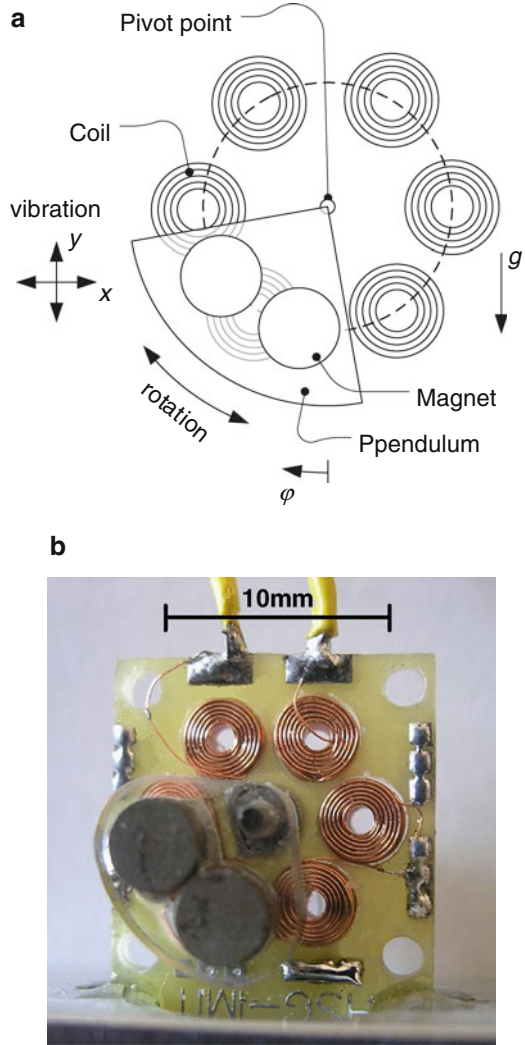 a
Pivot point
Coil
vibration
y
x
g
rotation
Magnet
Ppendulum
φ
b
10mm